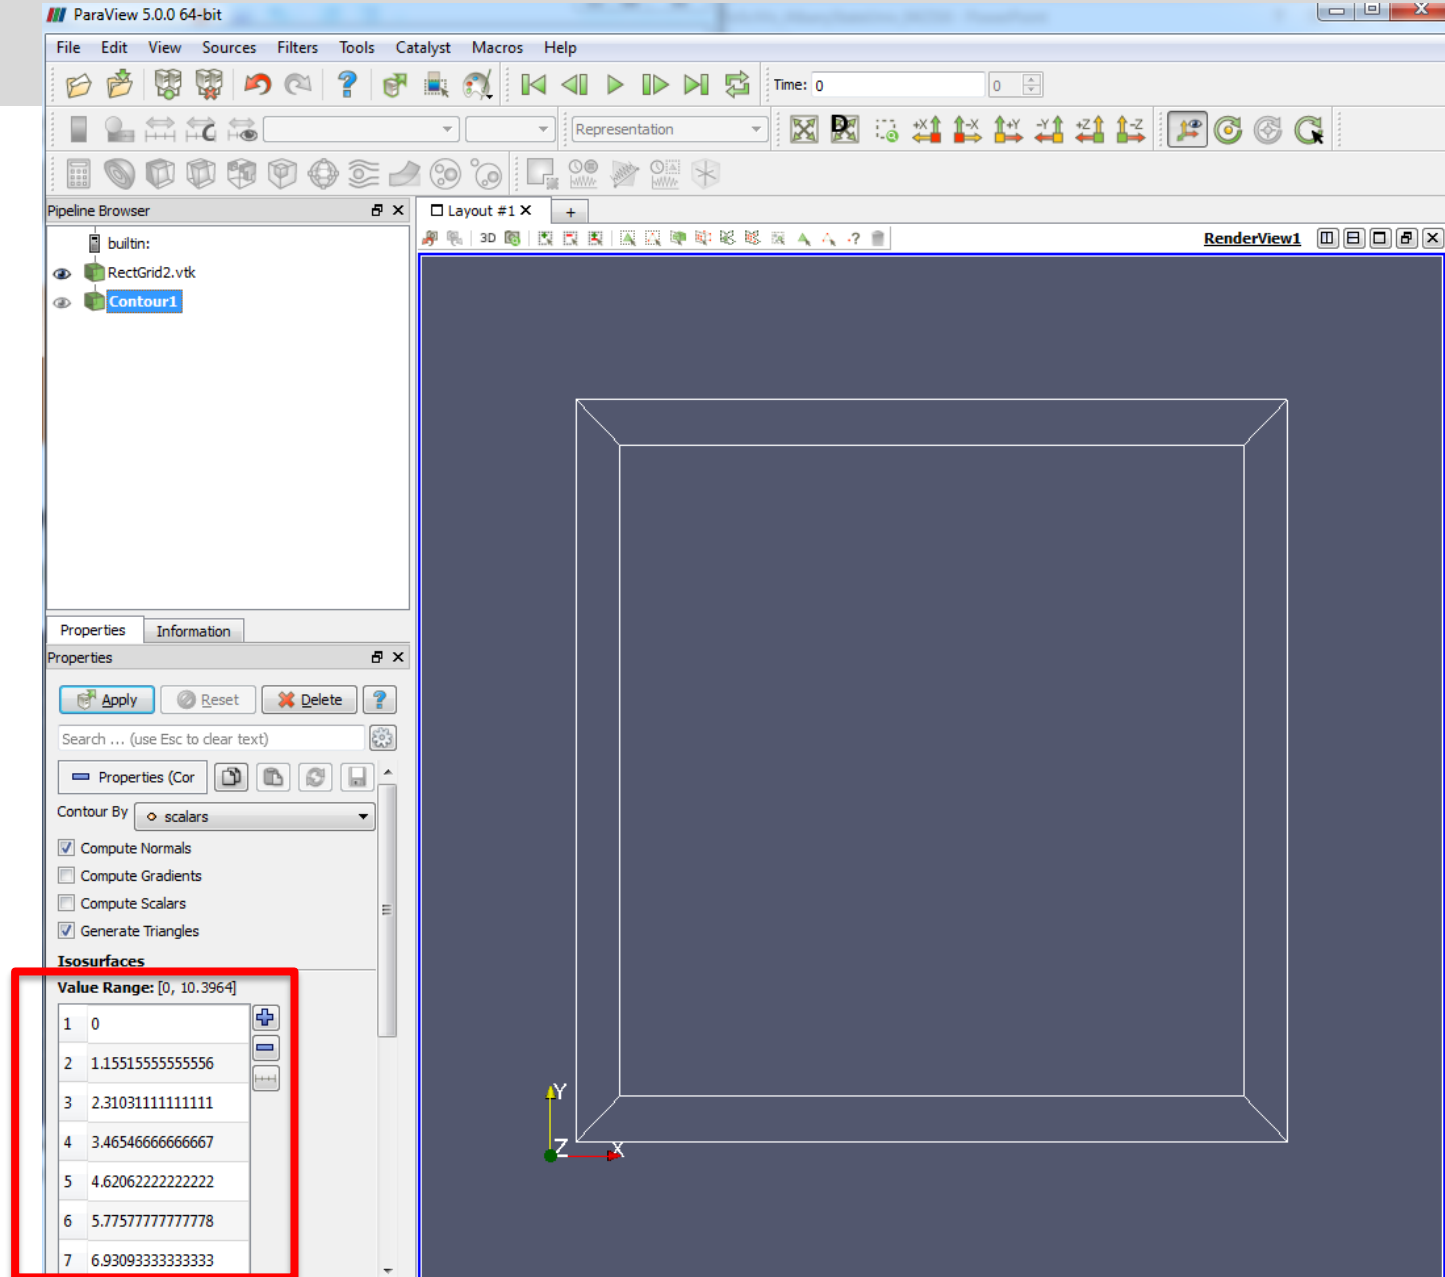 ParaView 5.0.0 64-bit
File Edit View Sources Filters Tools Catalyst Macros Help
Time: 0 0
Representation
+X -X +Y -Y +Z -Z
Pipeline Browser
Layout #1
3D
RenderView1
builtin:
RectGrid2.vtk
Contour1
Properties Information
Properties
Apply Reset Delete ?
Search ... (use Esc to clear text)
Properties (Cor
Contour By scalars
Compute Normals
Compute Gradients
Compute Scalars
Generate Triangles
Isosurfaces
Value Range: [0, 10.3964]
1 0
2 1.15515555555556
3 2.31031111111111
4 3.46546666666667
5 4.62062222222222
6 5.77577777777778
7 6.93093333333333
Y
Z X